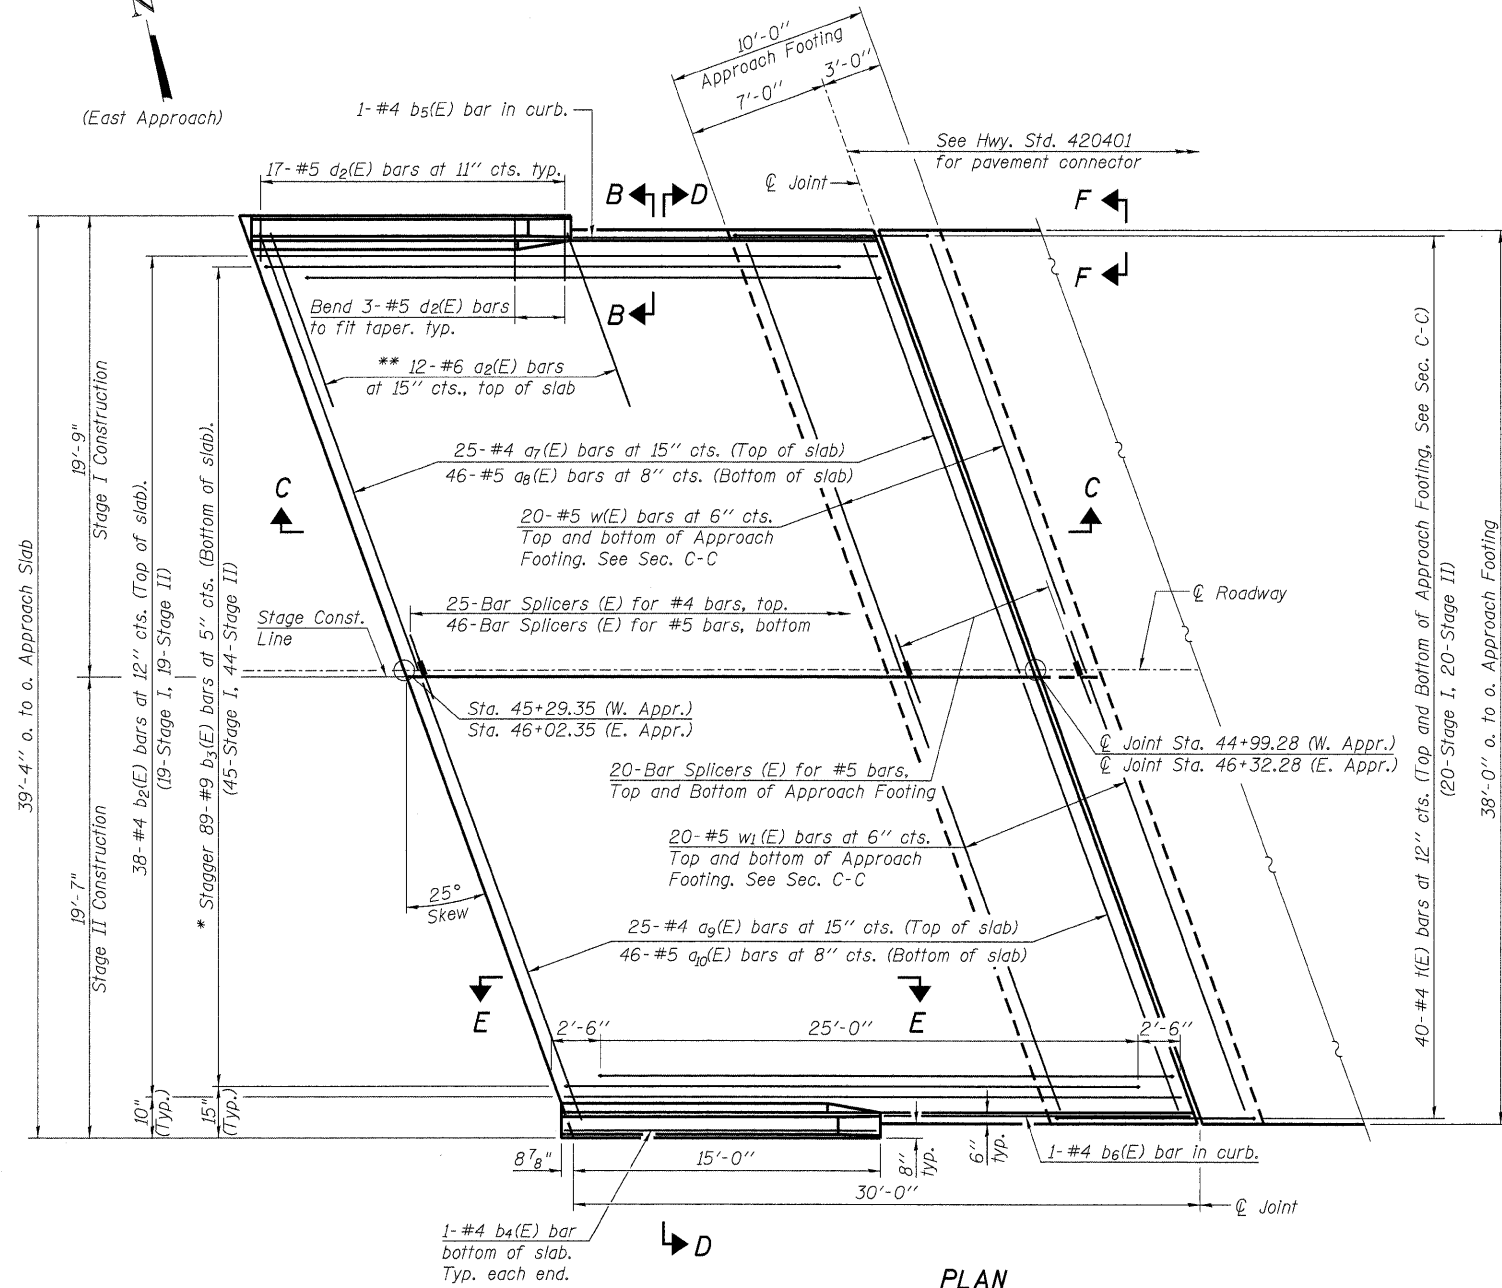 N
(East Approach)
10'-0"
Approach Footing
7'-0"
3'-0"
1-#4 b5(E) bar in curb.
See Hwy. Std. 420401
for pavement connector
17-#5 d2(E) bars at 11" cts. typ.
℄ Joint
B
D
F
F
B
Bend 3-#5 d2(E) bars
to fit taper. typ.
** 12-#6 a2(E) bars
at 15" cts., top of slab
25-#4 a7(E) bars at 15" cts. (Top of slab)
46-#5 a8(E) bars at 8" cts. (Bottom of slab)
C
C
20-#5 w(E) bars at 6" cts.
Top and bottom of Approach
Footing. See Sec. C-C
25-Bar Splicers (E) for #4 bars, top.
46-Bar Splicers (E) for #5 bars, bottom
Stage Const.
Line
℄ Roadway
Sta. 45+29.35 (W. Appr.)
Sta. 46+02.35 (E. Appr.)
℄ Joint Sta. 44+99.28 (W. Appr.)
℄ Joint Sta. 46+32.28 (E. Appr.)
20-Bar Splicers (E) for #5 bars,
Top and Bottom of Approach Footing
20-#5 w1(E) bars at 6" cts.
Top and bottom of Approach
Footing. See Sec. C-C
25°
Skew
25-#4 a9(E) bars at 15" cts. (Top of slab)
46-#5 a10(E) bars at 8" cts. (Bottom of slab)
E
E
2'-6"
25'-0"
2'-6"
39'-4" o. to o. Approach Slab
19'-9"
Stage I Construction
19'-7"
Stage II Construction
38-#4 b2(E) bars at 12" cts. (Top of slab).
(19-Stage I, 19-Stage II)
* Stagger 89-#9 b3(E) bars at 5" cts. (Bottom of slab).
(45-Stage I, 44-Stage II)
10"
(Typ.)
15"
(Typ.)
40-#4 t(E) bars at 12" cts. (Top and Bottom of Approach Footing, See Sec. C-C)
(20-Stage I, 20-Stage II)
38'-0" o. to o. Approach Footing
8 7/8"
15'-0"
8"
typ.
6"
typ.
1-#4 b6(E) bar in curb.
30'-0"
℄ Joint
1-#4 b4(E) bar
bottom of slab.
Typ. each end.
D
PLAN